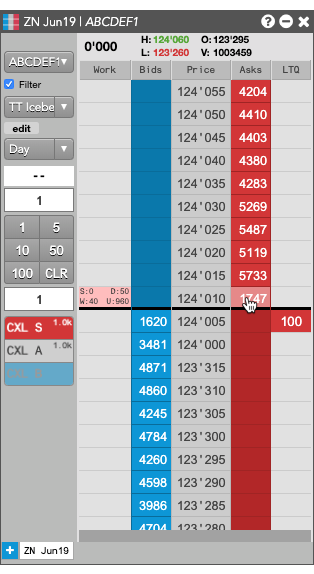 ZN Jun19 | ABCDEF1
0'000 H: 124'060 O: 123'295
L: 123'260 V: 1003459
ABCDEF1
Filter
TT Icebe
edit
Day
--
1
1 5
10 50
100 CLR
1
CXL S 1.0k
CXL A 1.0k
Work Bids Price Asks LTQ
124'055 4204
124'050 4410
124'045 4403
124'040 4380
124'035 4283
124'030 5269
124'025 5487
124'020 5119
124'015 5733
S:0 D:50
W:40 U:960
124'010
1620 124'005 100
3481 124'000
4871 123'315
4860 123'310
4245 123'305
4784 123'300
4260 123'295
4598 123'290
3986 123'285
4704 123'280
+ ZN Jun19